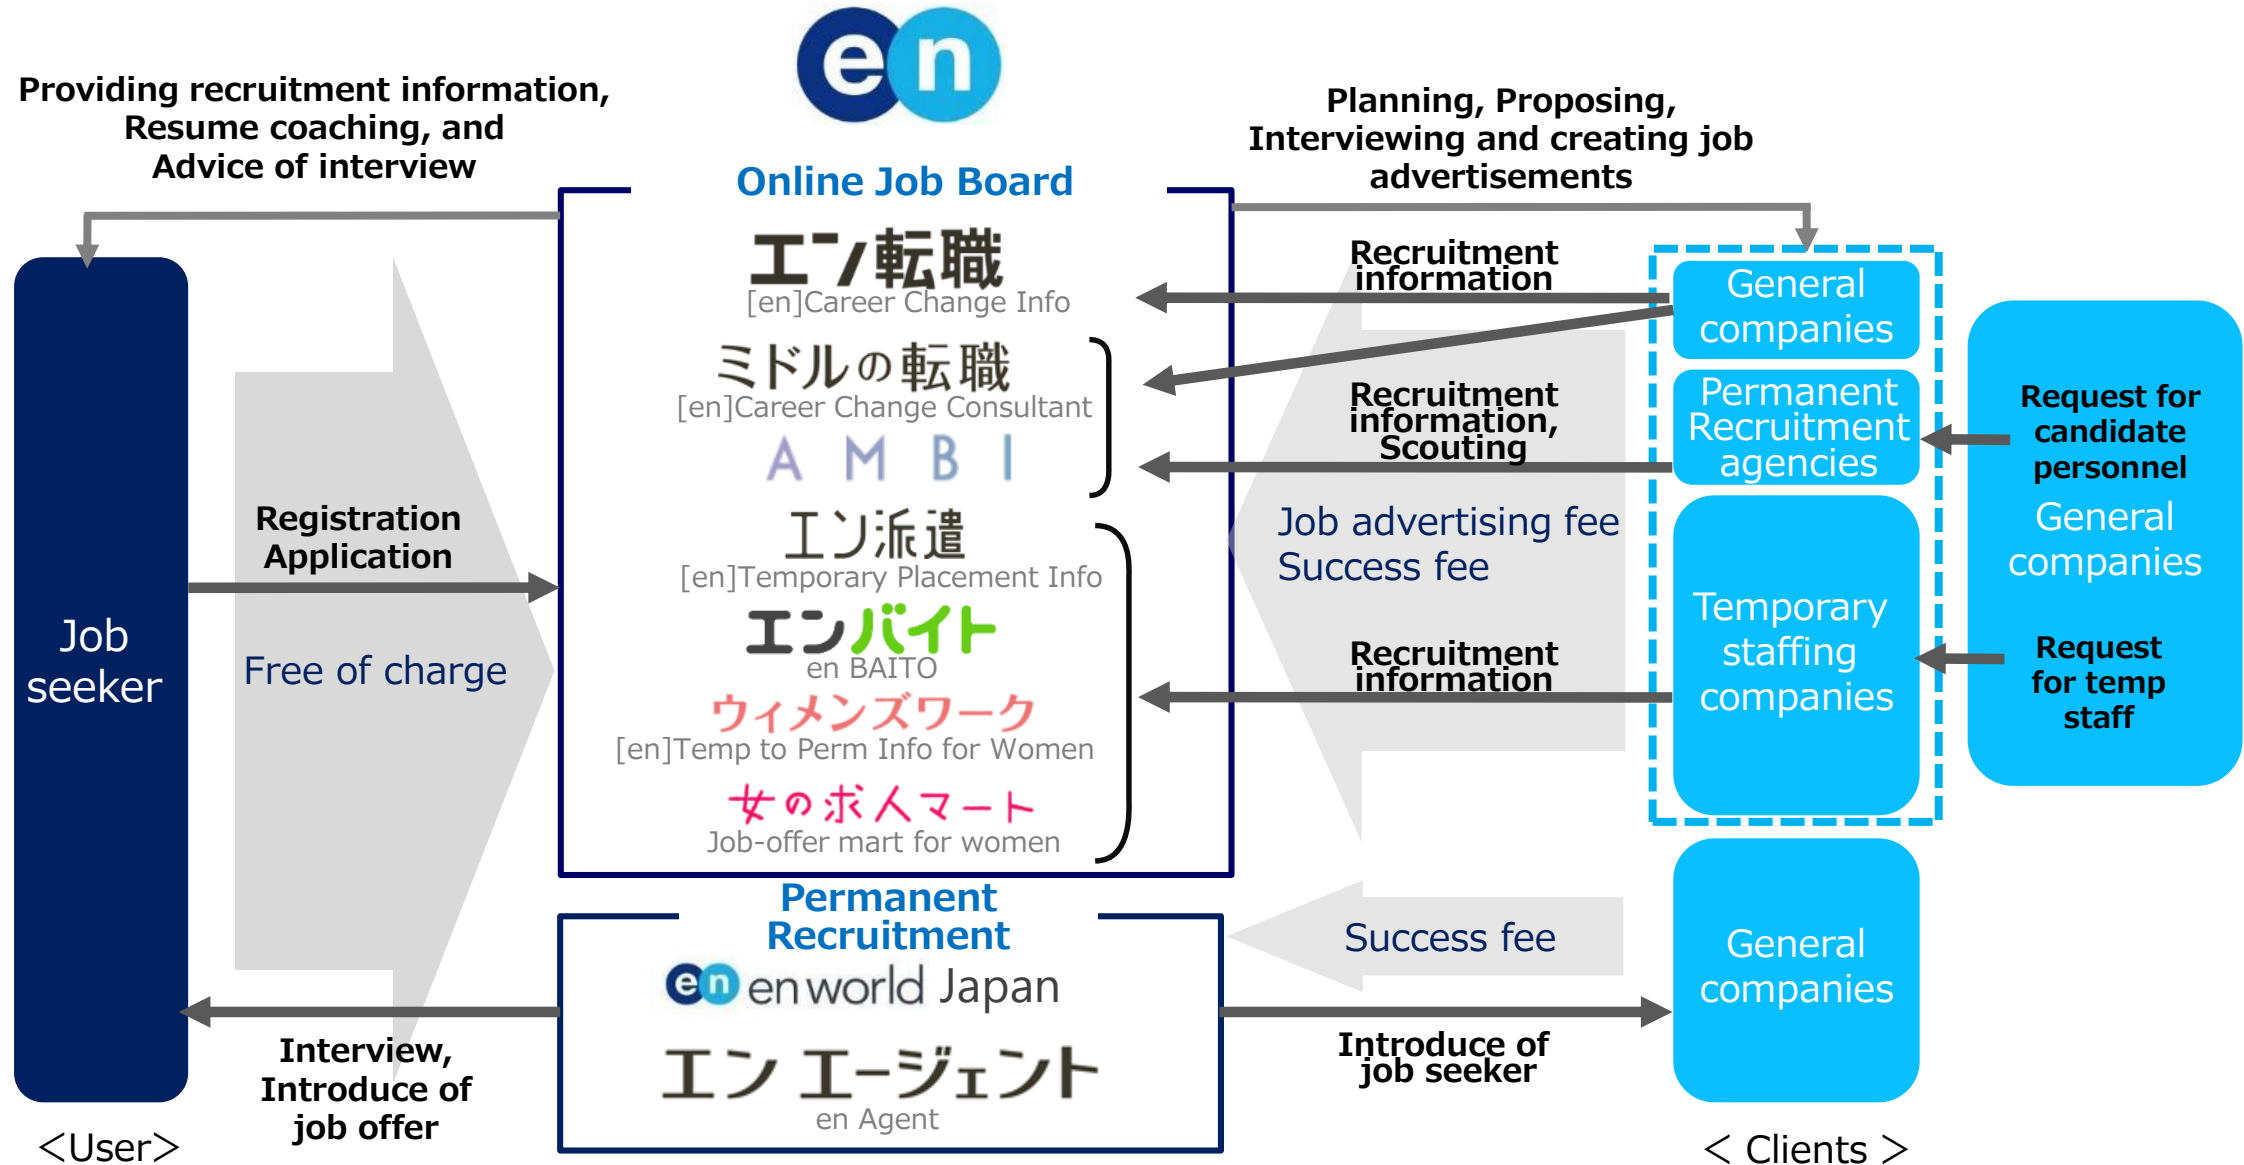 en
Providing recruitment information,
Resume coaching, and
Advice of interview
Planning, Proposing,
Interviewing and creating job
advertisements
Online Job Board
エン転職
[en]Career Change Info
ミドルの転職
[en]Career Change Consultant
AMBI
エン派遣
[en]Temporary Placement Info
エンバイト
en BAITO
ウィメンズワーク
[en]Temp to Perm Info for Women
女の求人マート
Job-offer mart for women
Permanent
Recruitment
en en world Japan
エン エージェント
en Agent
Job
seeker
<User>
Registration
Application
Free of charge
Interview,
Introduce of
job offer
Recruitment
information
Recruitment
information,
Scouting
Job advertising fee
Success fee
Recruitment
information
Success fee
Introduce of
job seeker
General
companies
Permanent
Recruitment
agencies
Temporary
staffing
companies
General
companies
Request for
candidate
personnel
General
companies
Request
for temp
staff
< Clients >